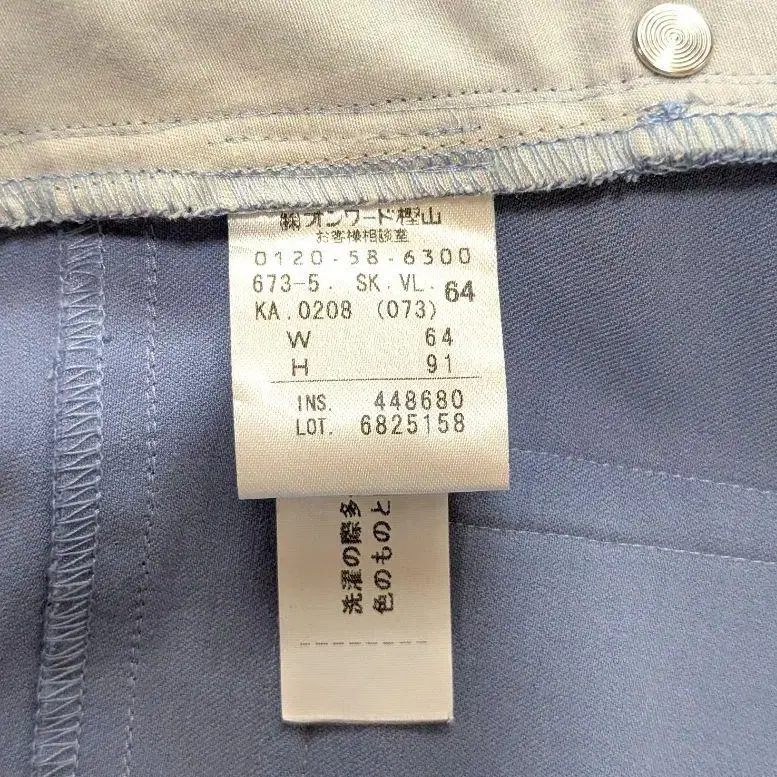 ㈱オンワード樫山
お客様相談室
0120-58-6300
673-5. SK.VL. 64
KA.0208 (073)
W 64
H 91
INS. 448680
LOT. 6825158
洗濯の際多
色のものと